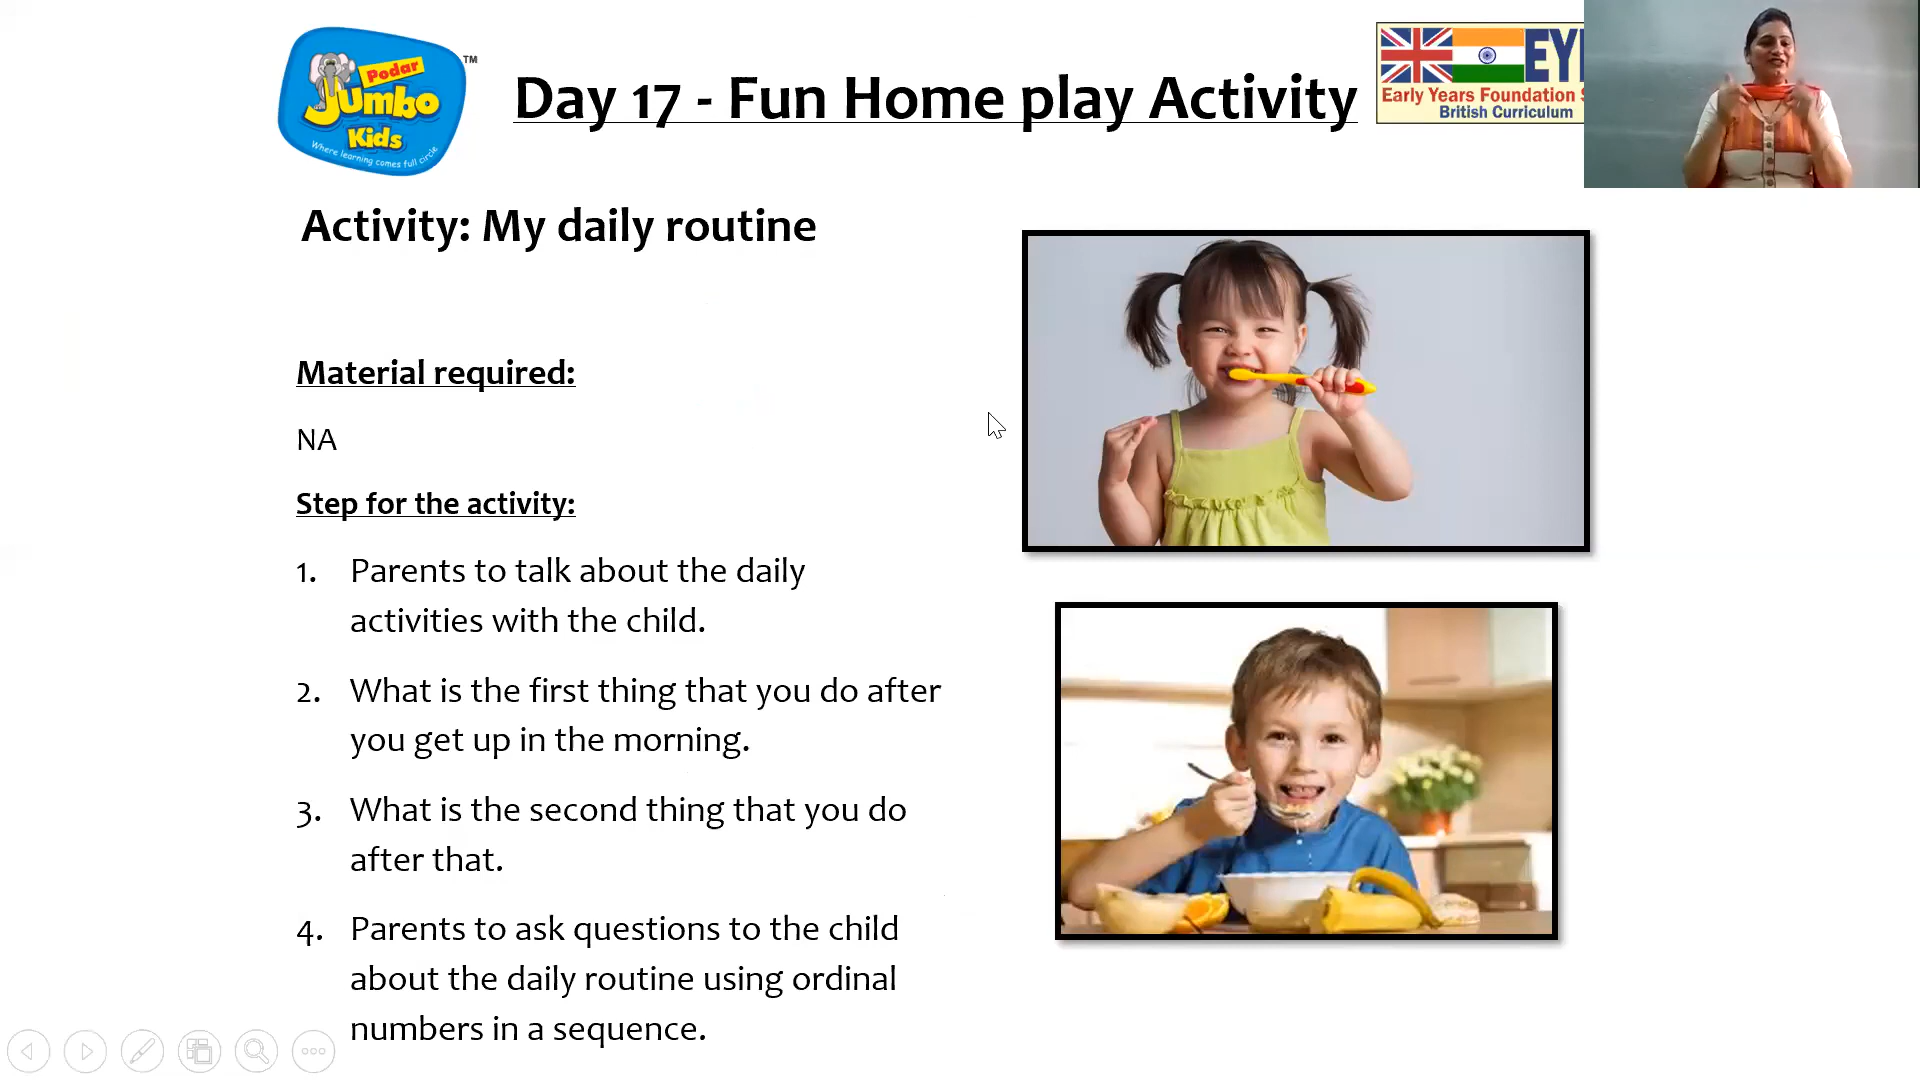 Podar
Jumbo
Kids
Where learning comes full circle
TM
Day 17 - Fun Home play Activity
Early Years Foundation
British Curriculum
Activity: My daily routine
Material required:
NA
Step for the activity:
1. Parents to talk about the daily
activities with the child.
2. What is the first thing that you do after
you get up in the morning.
3. What is the second thing that you do
after that.
4. Parents to ask questions to the child
about the daily routine using ordinal
numbers in a sequence.